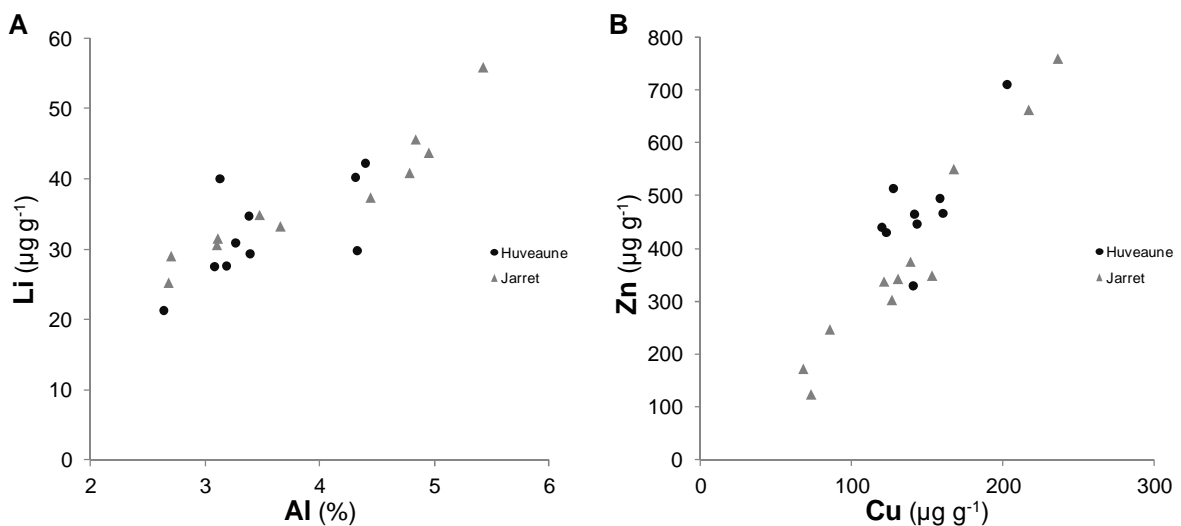 A
60
50
40
30
20
10
0
Li (µg g-1)
2 3 4 5 6
Al (%)
Huveaune
Jarret
B
800
700
600
500
400
300
200
100
0
Zn (µg g-1)
0 100 200 300
Cu (µg g-1)
Huveaune
Jarret